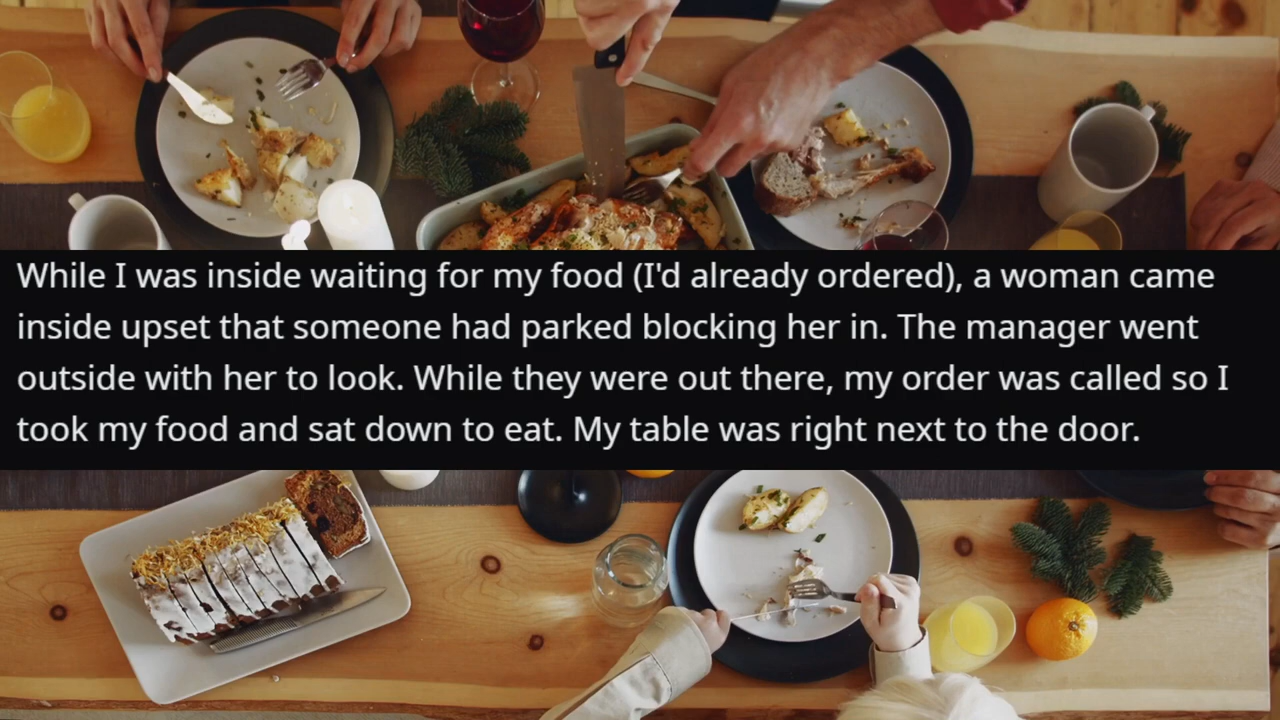 While I was inside waiting for my food (I'd already ordered), a woman came
inside upset that someone had parked blocking her in. The manager went
outside with her to look. While they were out there, my order was called so I
took my food and sat down to eat. My table was right next to the door.